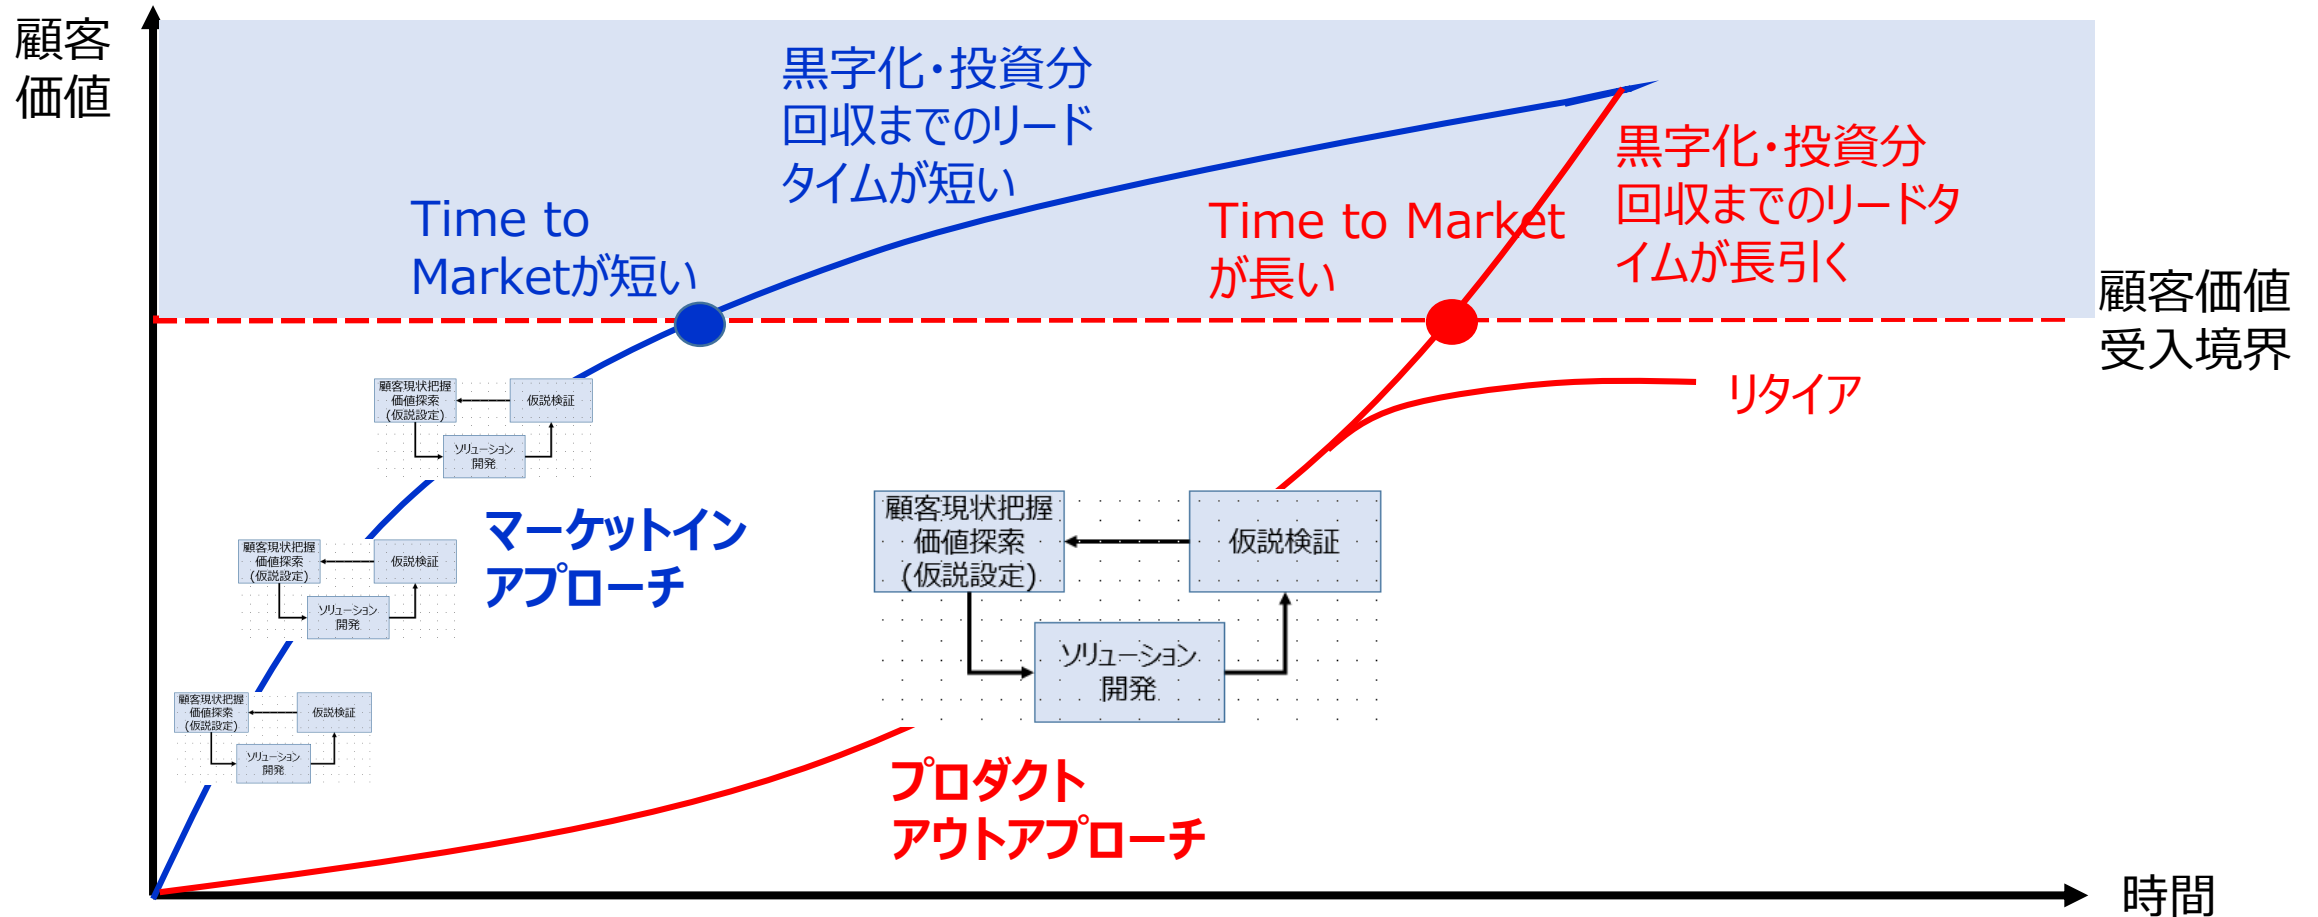 顧客
価値
黒字化・投資分
回収までのリード
タイムが短い
Time to
Marketが短い
黒字化・投資分
回収までのリードタ
イムが長引く
Time to Market
が長い
顧客価値
受入境界
リタイア
顧客現状把握
価値探索
(仮説設定)
仮説検証
ソリューション
開発
マーケットイン
アプローチ
顧客現状把握
価値探索
(仮説設定)
仮説検証
ソリューション
開発
顧客現状把握
価値探索
(仮説設定)
仮説検証
ソリューション
開発
顧客現状把握
価値探索
(仮説設定)
仮説検証
ソリューション
開発
プロダクト
アウトアプローチ
時間